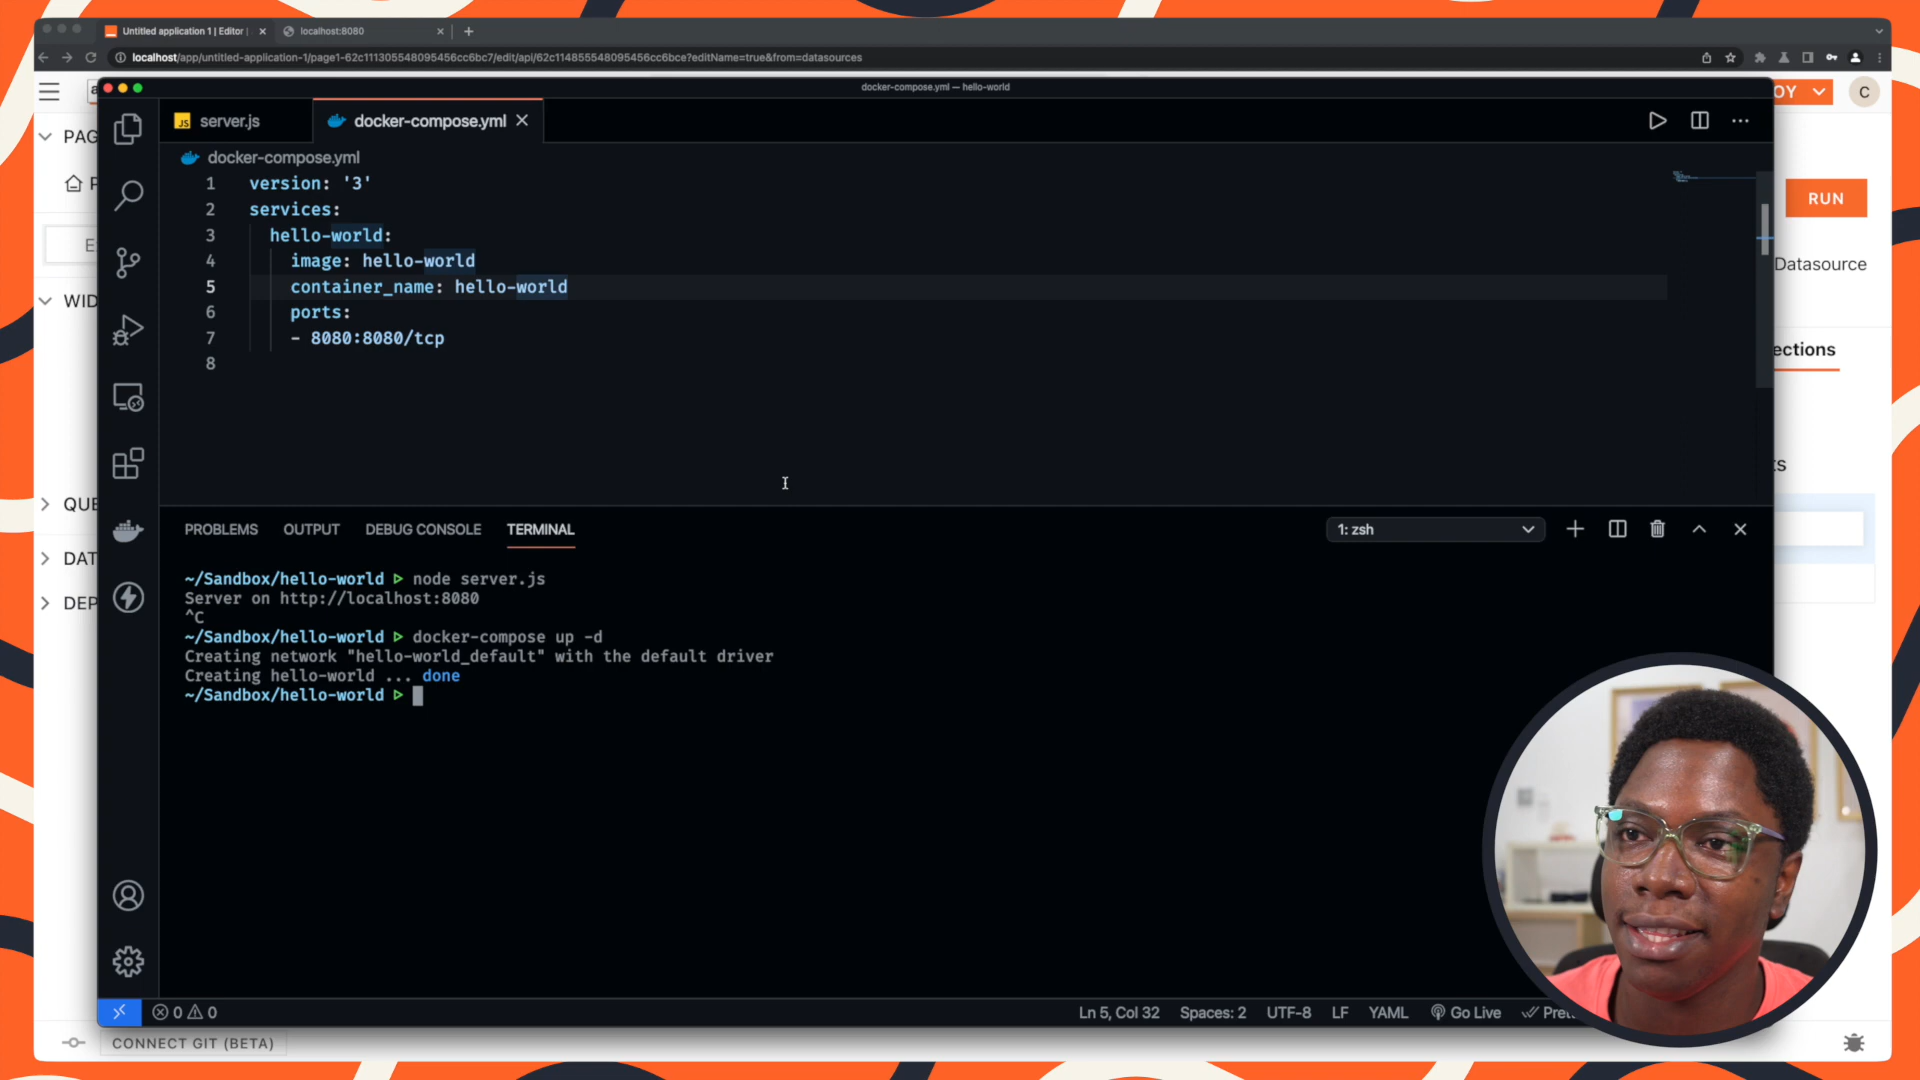 Untitled application 1 | Editor |
localhost:8080
localhost/app/untitled-application-1/page1-62c111305548095456cc6bc7/edit/api/62c114855548095456cc6bce?editName=true&from=datasources
docker-compose.yml — hello-world
a
OY
C
server.js
docker-compose.yml
PAG
docker-compose.yml
P
RUN
1 version: '3'
2 services:
3 hello-world:
4 image: hello-world
5 container_name: hello-world
6 ports:
7 - 8080:8080/tcp
8
E
Datasource
WID
ections
ts
QUE
DAT
DEP
PROBLEMS OUTPUT DEBUG CONSOLE TERMINAL
1: zsh
~/Sandbox/hello-world ▷ node server.js
Server on http://localhost:8080
^C
~/Sandbox/hello-world ▷ docker-compose up -d
Creating network "hello-world_default" with the default driver
Creating hello-world ... done
~/Sandbox/hello-world ▷
0 0
Ln 5, Col 32 Spaces: 2 UTF-8 LF YAML Go Live Pret
CONNECT GIT (BETA)